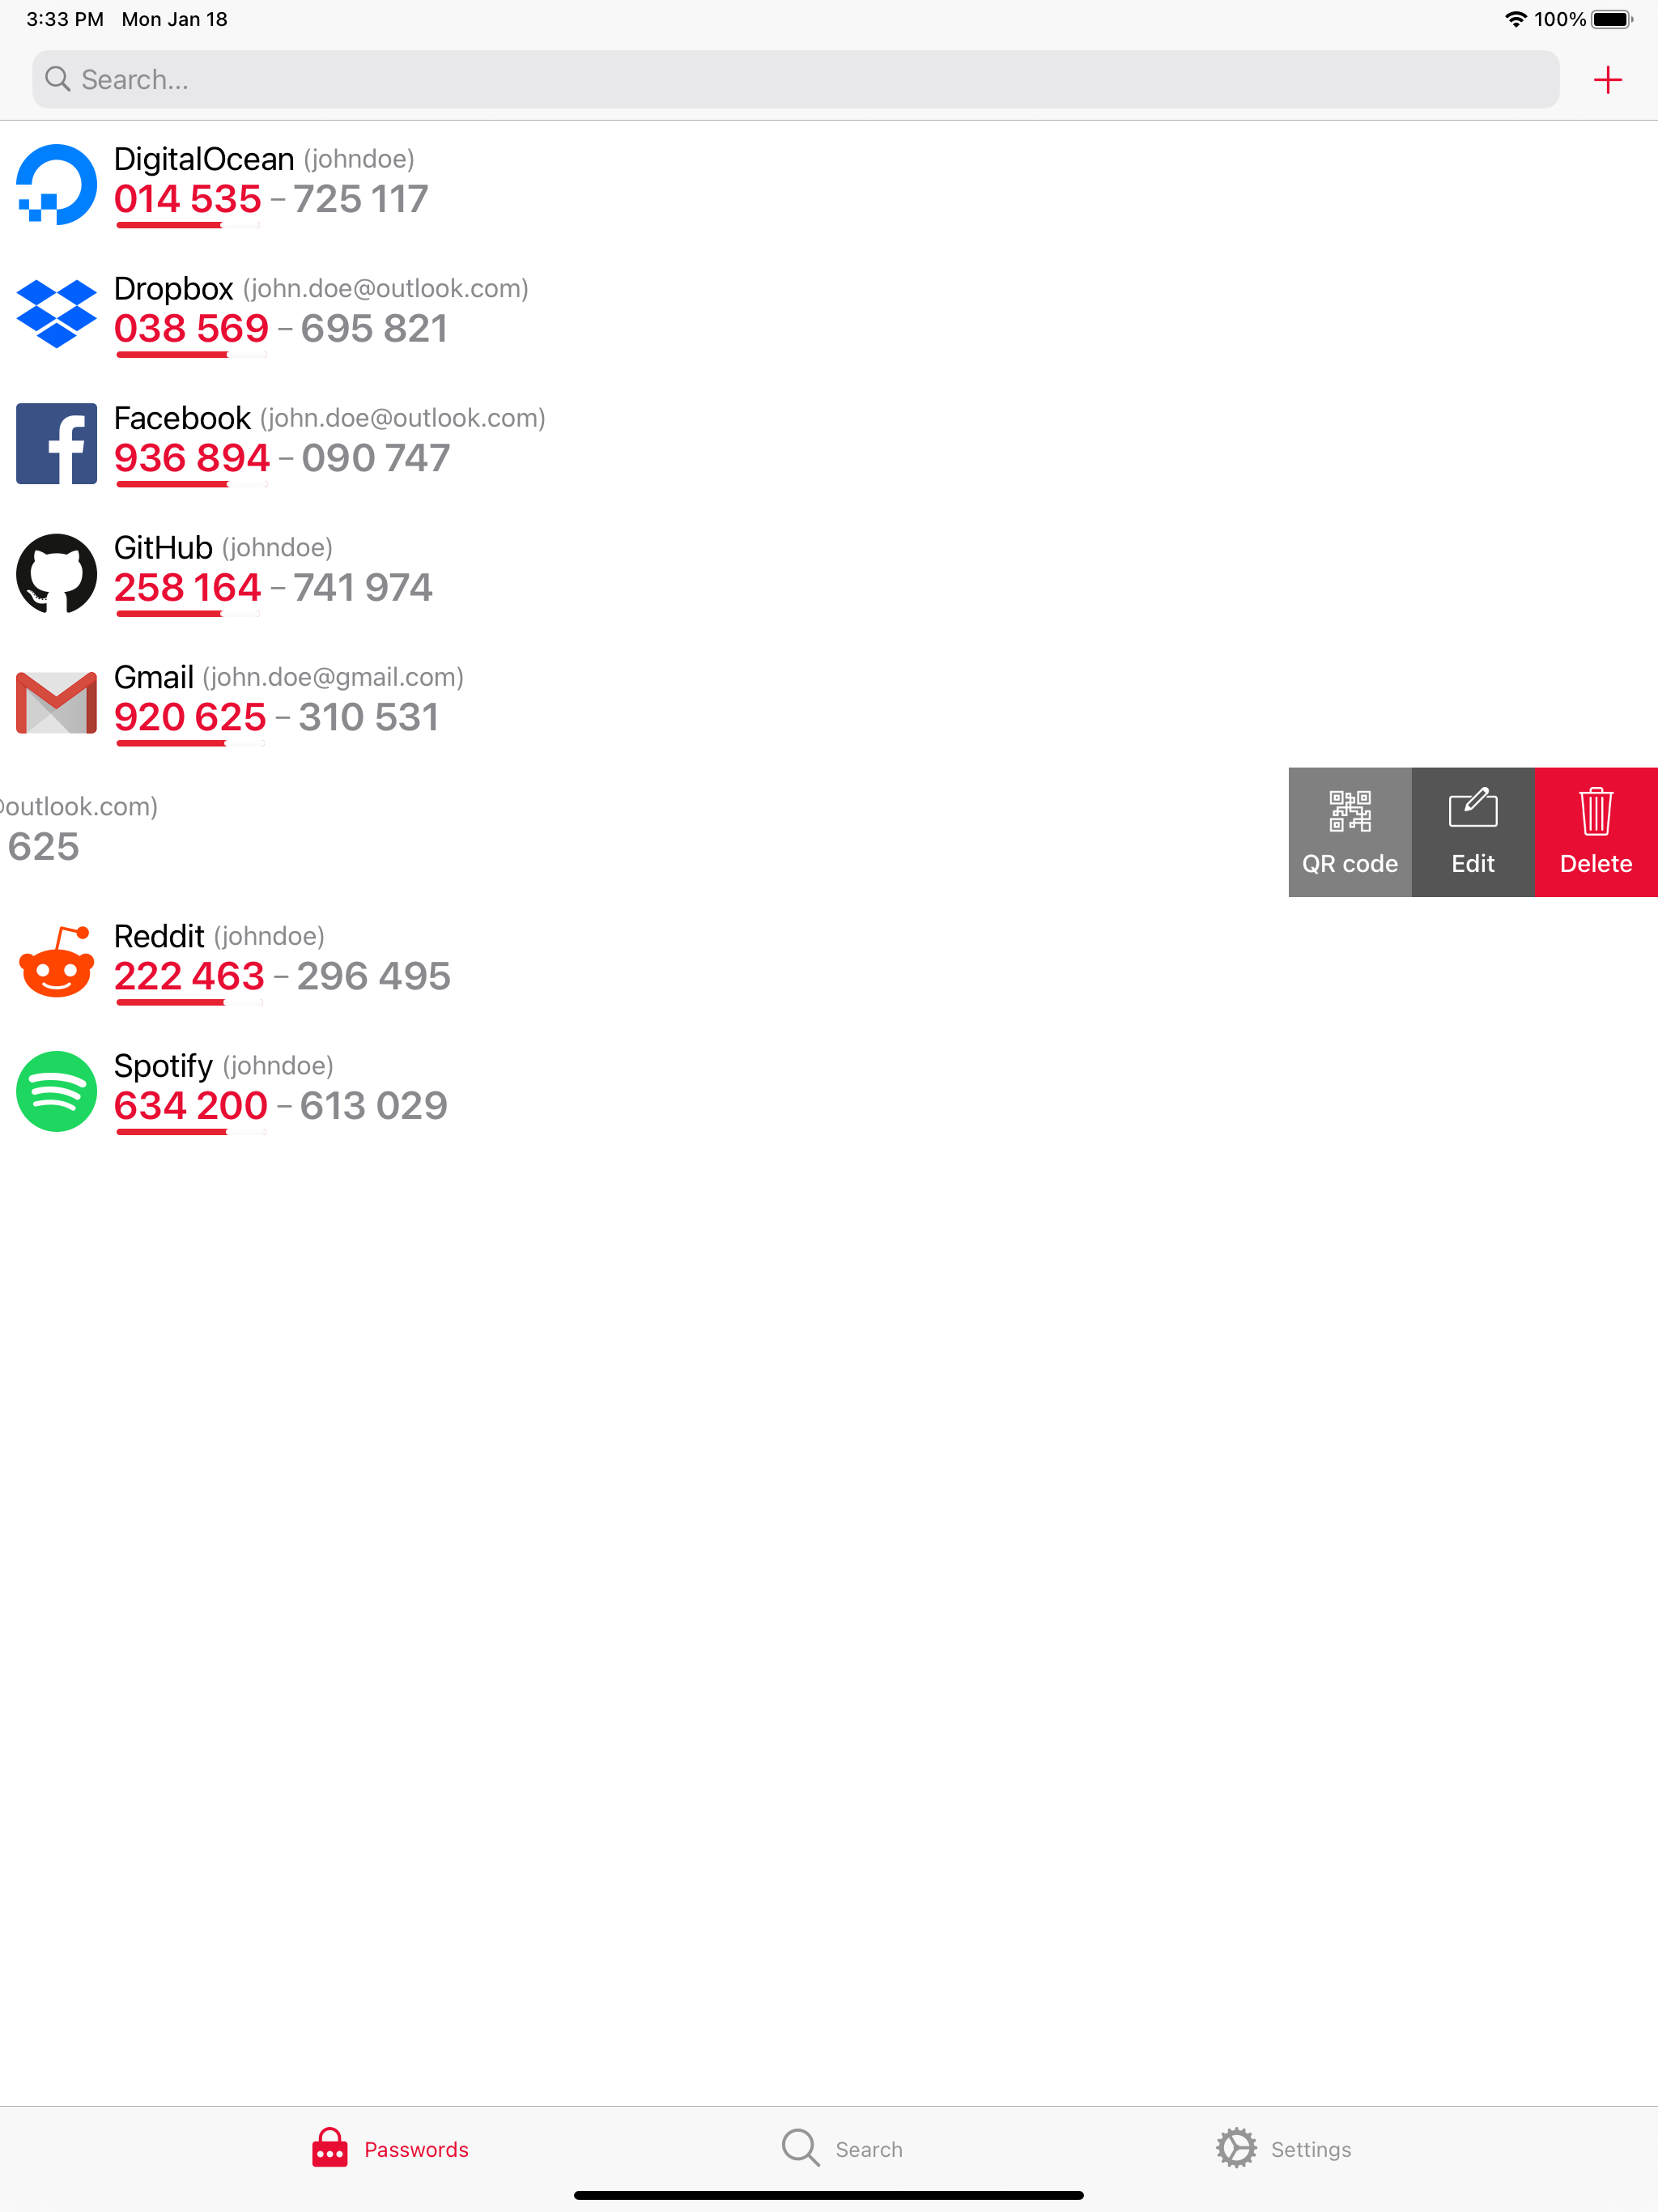 3:33 PM Mon Jan 18 100%
Search...
DigitalOcean (johndoe)
014 535 – 725 117
Dropbox (john.doe@outlook.com)
038 569 – 695 821
Facebook (john.doe@outlook.com)
936 894 – 090 747
GitHub (johndoe)
258 164 – 741 974
Gmail (john.doe@gmail.com)
920 625 – 310 531
@outlook.com)
625
QR code Edit Delete
Reddit (johndoe)
222 463 – 296 495
Spotify (johndoe)
634 200 – 613 029
Passwords Search Settings